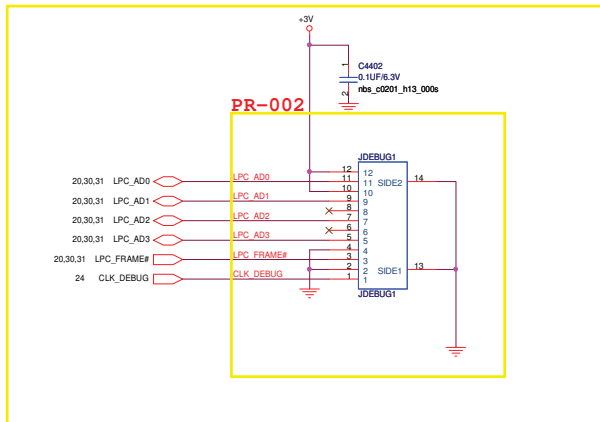 +3V
1
C4402
0.1UF/6.3V
2
nbs_c0201_h13_000s
PR-002
JDEBUG1
12 12
20,30,31 LPC_AD0 LPC_AD0 11 11 SIDE2 14
10 10
20,30,31 LPC_AD1 LPC_AD1 9 9
8 8
20,30,31 LPC_AD2 LPC_AD2 7 7
6 6
20,30,31 LPC_AD3 LPC_AD3 5 5
4 4
20,30,31 LPC_FRAME# LPC_FRAME# 3 3
2 2 SIDE1 13
24 CLK_DEBUG CLK_DEBUG 1 1
JDEBUG1